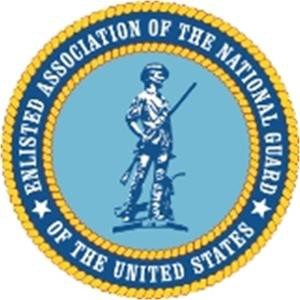 ENLISTED ASSOCIATION OF THE NATIONAL GUARD
OF THE UNITED STATES